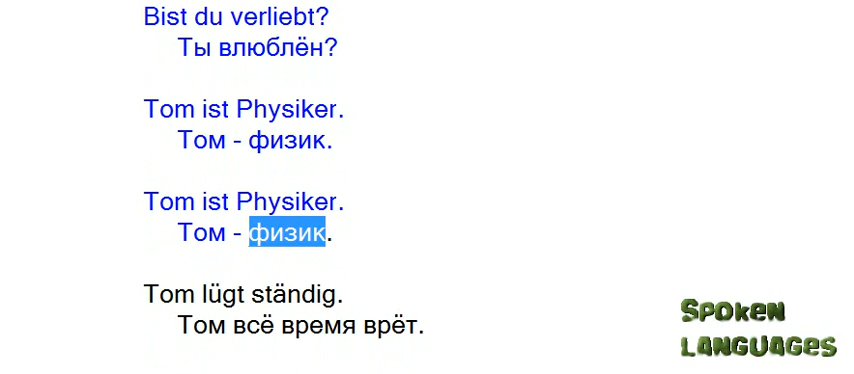 Bist du verliebt?
Ты влюблён?
Tom ist Physiker.
Том - физик.
Tom ist Physiker.
Том - физик.
Tom lügt ständig.
Том всё время врёт.
Spoken
Languages